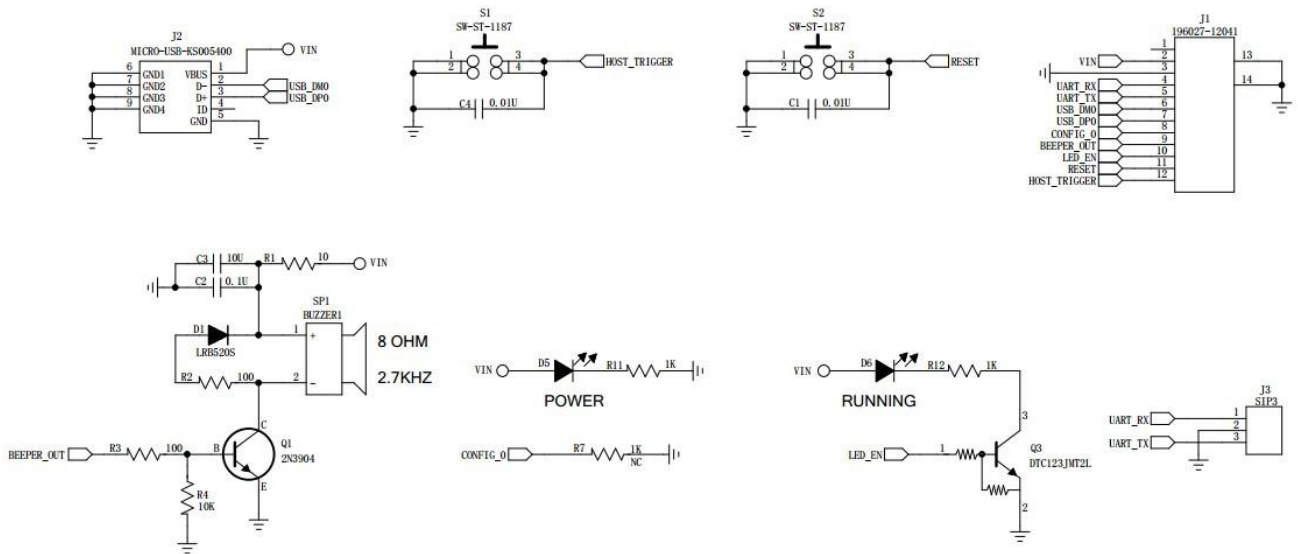 J2
MICRO-USB-KS005400
VIN
6 GND1 VBUS 1
7 GND2 D- 2 USB_DM0
8 GND3 D+ 3 USB_DP0
9 GND4 ID 4
GND 5
S1
SW-ST-1187
1 3 HOST_TRIGGER
2 4
C4 0.01U
S2
SW-ST-1187
1 3 RESET
2 4
C1 0.01U
J1
196027-12041
1
VIN 2 13
3
UART_RX 4 14
UART_TX 5
USB_DM0 6
USB_DP0 7
CONFIG_0 8
BEEPER_OUT 9
LED_EN 10
RESET 11
HOST_TRIGGER 12
C3 10U R1 10 VIN
C2 0.1U
SP1
BUZZER1
D1 1 +
LRB520S
8 OHM
R2 100 2 -
2.7KHZ
C
Q1
BEEPER_OUT R3 100 B
2N3904
E
R4
10K
VIN D5 R11 1K
POWER
CONFIG_0 R7 1K
NC
VIN D6 R12 1K
RUNNING
3
LED_EN 1 Q3
DTC123JMT2L
2
J3
SIP3
UART_RX 1
2
UART_TX 3